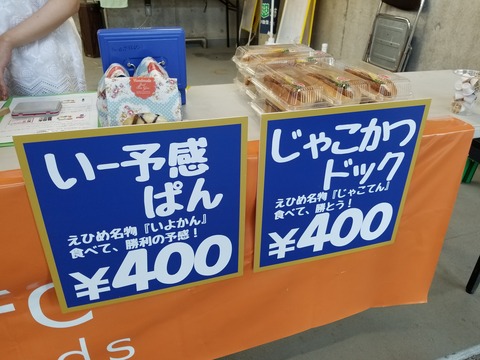 いー予感
ぱん
えひめ名物『いよかん』
食べて、勝利の予感！
¥400
じゃこかつ
ドック
えひめ名物『じゃこてん』
食べて、勝とう！
¥400
FC
ds